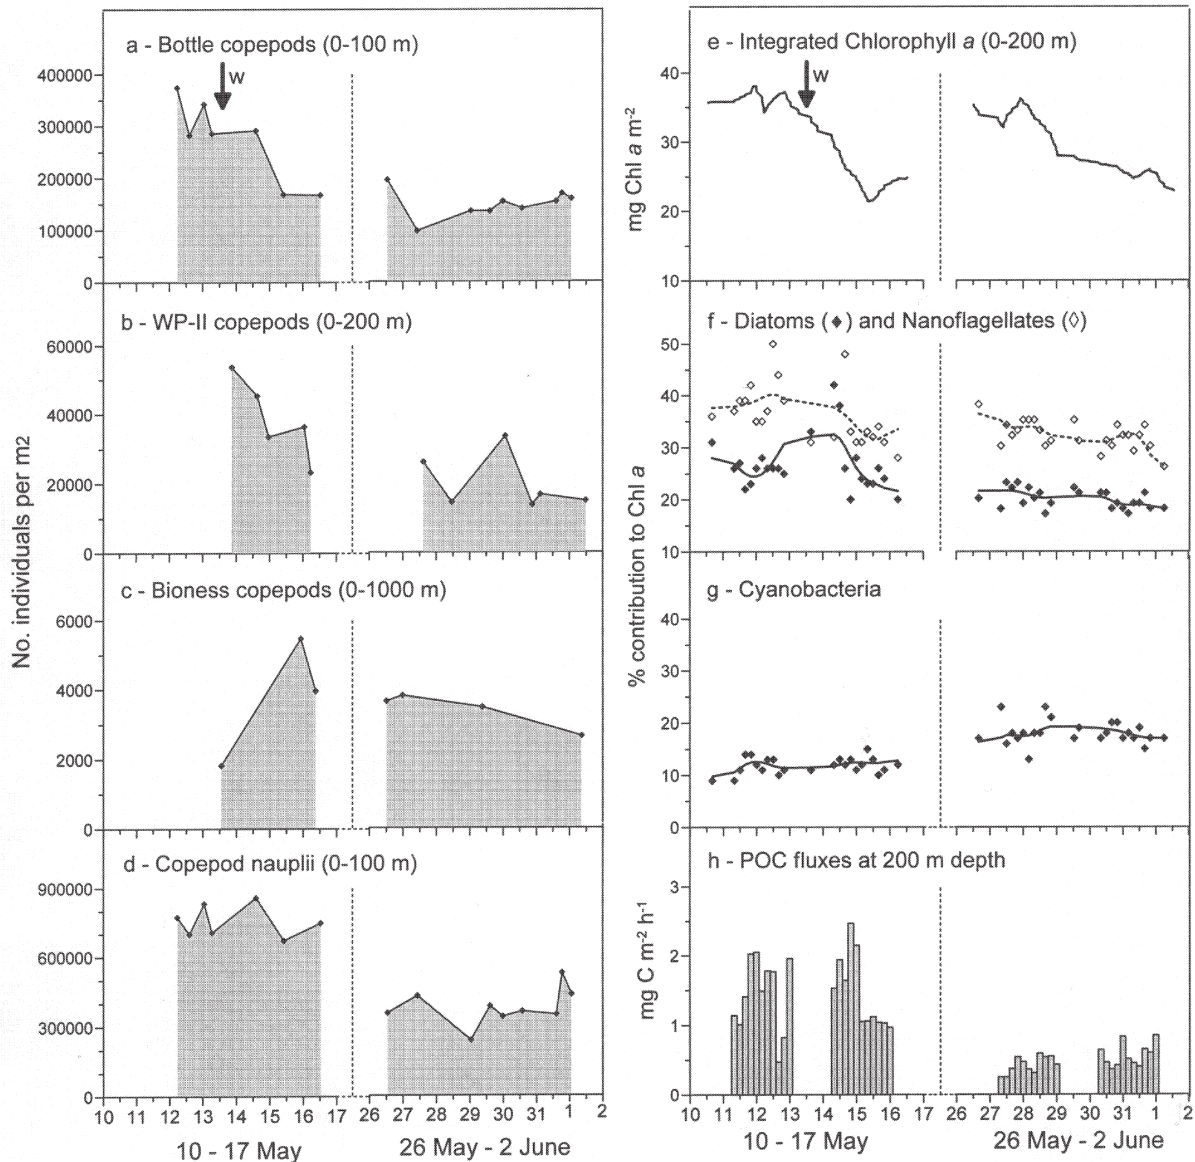 a - Bottle copepods (0-100 m)
W
400000
300000
200000
100000
0
b - WP-II copepods (0-200 m)
60000
40000
20000
0
c - Bioness copepods (0-1000 m)
6000
4000
2000
0
d - Copepod nauplii (0-100 m)
900000
600000
300000
0
No. individuals per m2
10 11 12 13 14 15 16 17 26 27 28 29 30 31 1 2
10 - 17 May
26 May - 2 June
e - Integrated Chlorophyll a (0-200 m)
W
40
30
20
10
mg Chl a m-2
f - Diatoms (♦) and Nanoflagellates (◊)
50
40
30
20
10
g - Cyanobacteria
40
30
20
10
0
% contribution to Chl a
h - POC fluxes at 200 m depth
3
2
1
0
mg C m-2 h-1
10 11 12 13 14 15 16 17 26 27 28 29 30 31 1 2
10 - 17 May
26 May - 2 June